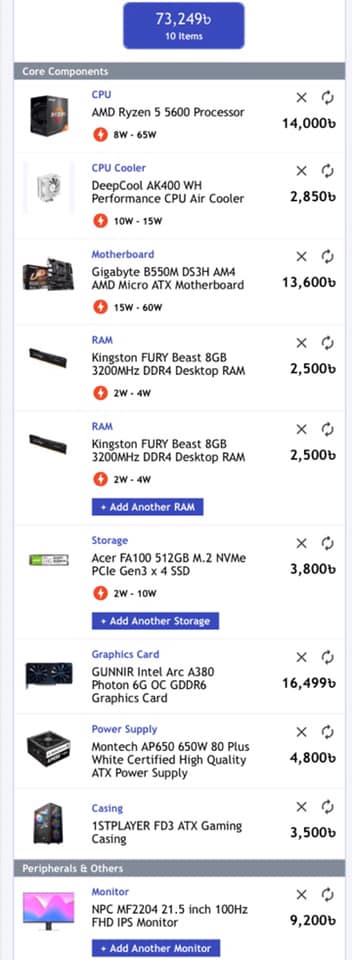 73,249৳
10 Items
Core Components
CPU
AMD Ryzen 5 5600 Processor
8W - 65W
14,000৳
CPU Cooler
DeepCool AK400 WH
Performance CPU Air Cooler
10W - 15W
2,850৳
Motherboard
Gigabyte B550M DS3H AM4
AMD Micro ATX Motherboard
15W - 60W
13,600৳
RAM
Kingston FURY Beast 8GB
3200MHz DDR4 Desktop RAM
2W - 4W
2,500৳
RAM
Kingston FURY Beast 8GB
3200MHz DDR4 Desktop RAM
2W - 4W
2,500৳
+ Add Another RAM
Storage
Acer FA100 512GB M.2 NVMe
PCIe Gen3 x 4 SSD
2W - 10W
3,800৳
+ Add Another Storage
Graphics Card
GUNNIR Intel Arc A380
Photon 6G OC GDDR6
Graphics Card
16,499৳
Power Supply
Montech AP650 650W 80 Plus
White Certified High Quality
ATX Power Supply
4,800৳
Casing
1STPLAYER FD3 ATX Gaming
Casing
3,500৳
Peripherals & Others
Monitor
NPC MF2204 21.5 inch 100Hz
FHD IPS Monitor
9,200৳
+ Add Another Monitor